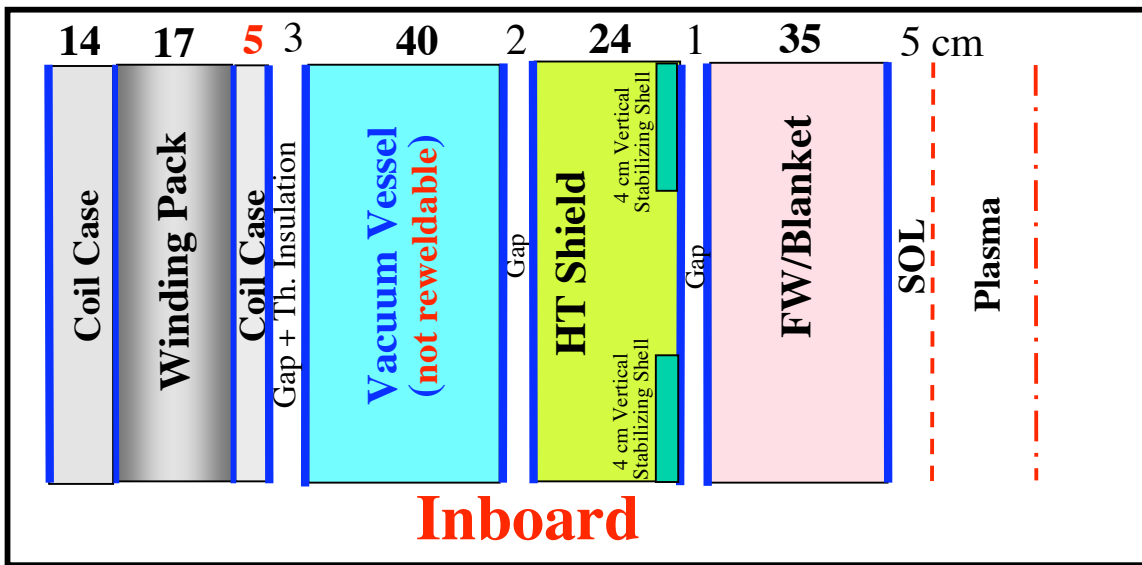 14 17 5 3 40 2 24 1 35 5 cm
Coil Case
Winding Pack
Coil Case
Gap + Th. Insulation
Vacuum Vessel
(not reweldable)
Gap
HT Shield
4 cm Vertical
Stabilizing Shell
4 cm Vertical
Stabilizing Shell
Gap
FW/Blanket
SOL
Plasma
Inboard